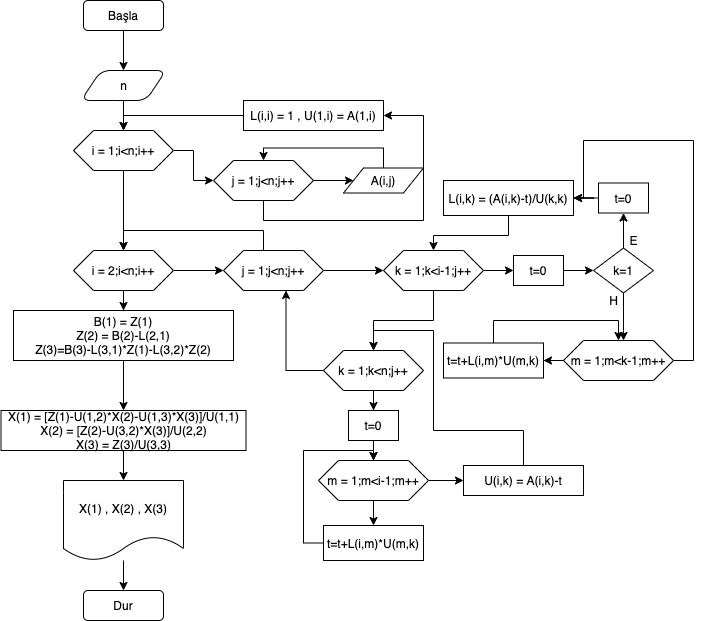 Başla
n
L(i,i) = 1 , U(1,i) = A(1,i)
i = 1;i<n;i++
j = 1;j<n;j++
A(i,j)
L(i,k) = (A(i,k)-t)/U(k,k)
t=0
E
i = 2;i<n;i++
j = 1;j<n;j++
k = 1;k<i-1;j++
t=0
k=1
H
B(1) = Z(1)
Z(2) = B(2)-L(2,1)
Z(3)=B(3)-L(3,1)*Z(1)-L(3,2)*Z(2)
k = 1;k<n;j++
t=t+L(i,m)*U(m,k)
m = 1;m<k-1;m++
X(1) = [Z(1)-U(1,2)*X(2)-U(1,3)*X(3)]/U(1,1)
X(2) = [Z(2)-U(3,2)*X(3)]/U(2,2)
X(3) = Z(3)/U(3,3)
t=0
m = 1;m<i-1;m++
U(i,k) = A(i,k)-t
X(1) , X(2) , X(3)
t=t+L(i,m)*U(m,k)
Dur